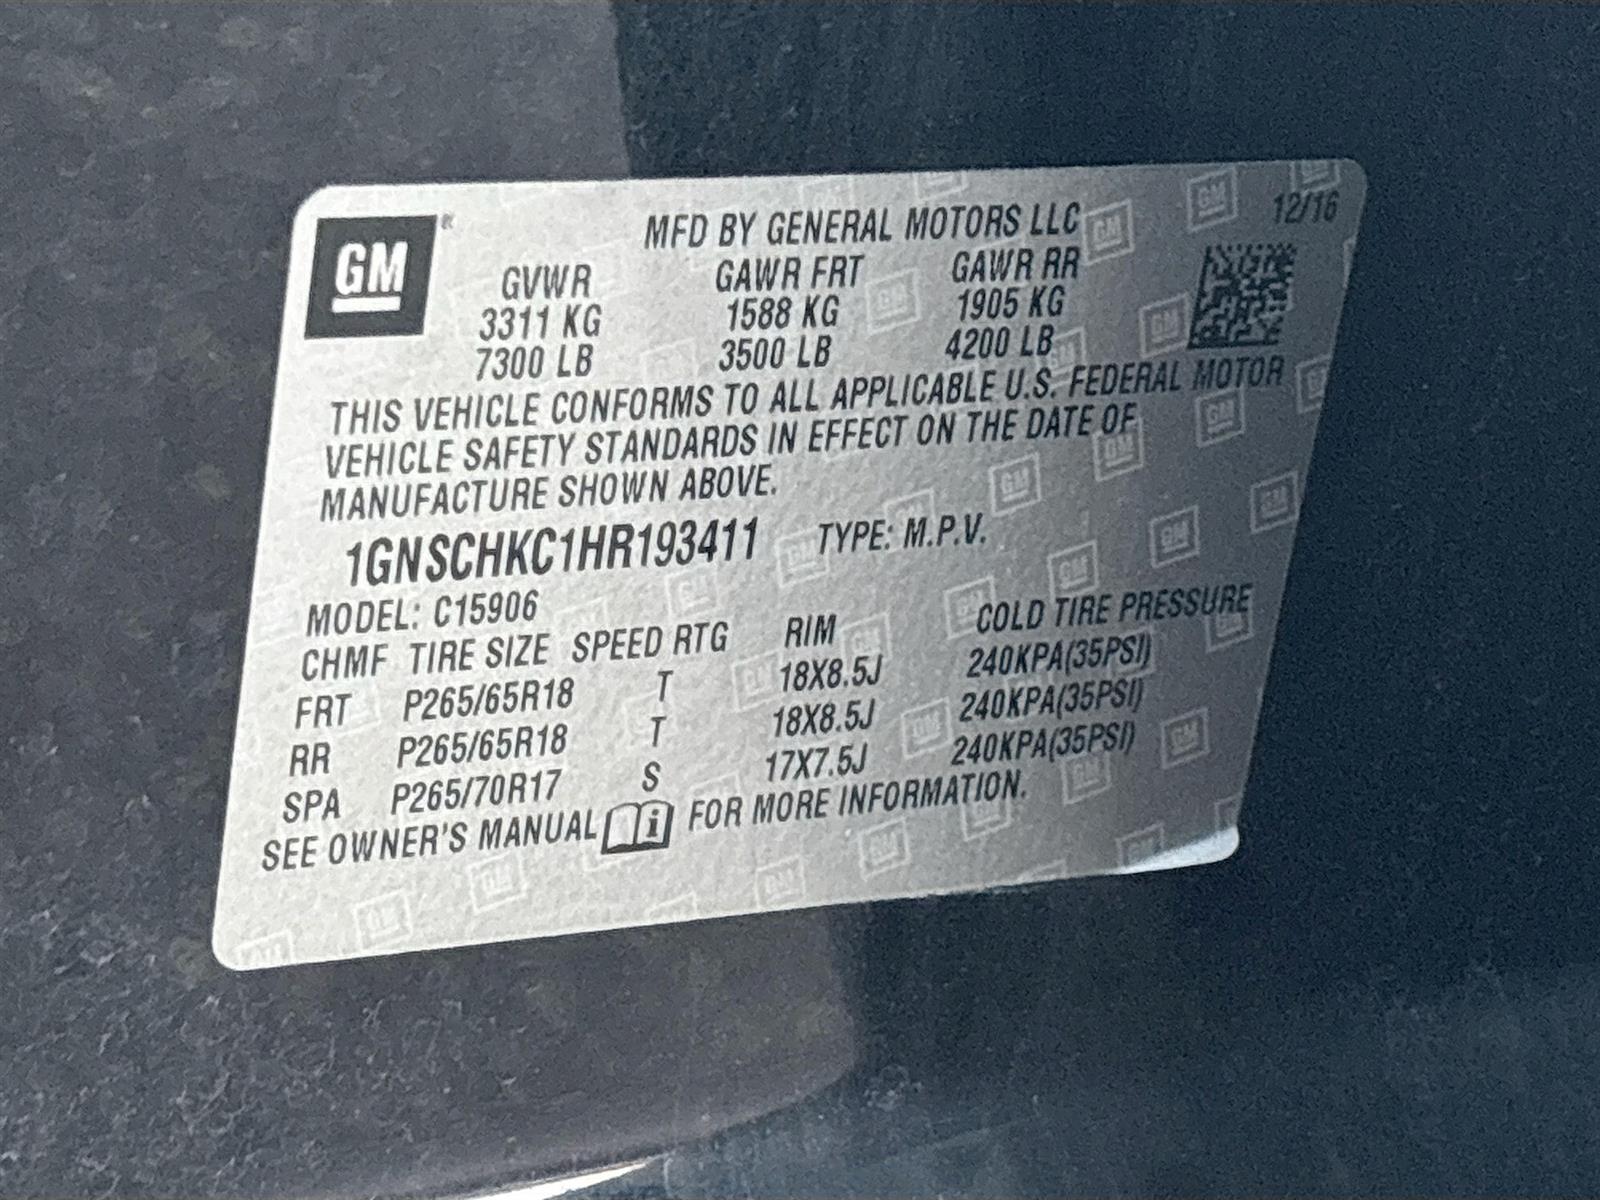 GM
MFD BY GENERAL MOTORS LLC 12/16
GVWR GAWR FRT GAWR RR
3311 KG 1588 KG 1905 KG
7300 LB 3500 LB 4200 LB
THIS VEHICLE CONFORMS TO ALL APPLICABLE U.S. FEDERAL MOTOR
VEHICLE SAFETY STANDARDS IN EFFECT ON THE DATE OF
MANUFACTURE SHOWN ABOVE.
1GNSCHKC1HR193411 TYPE: M.P.V.
MODEL: C15906
CHMF TIRE SIZE SPEED RTG RIM COLD TIRE PRESSURE
FRT P265/65R18 T 18X8.5J 240KPA(35PSI)
RR P265/65R18 T 18X8.5J 240KPA(35PSI)
SPA P265/70R17 S 17X7.5J 240KPA(35PSI)
SEE OWNER'S MANUAL i FOR MORE INFORMATION.